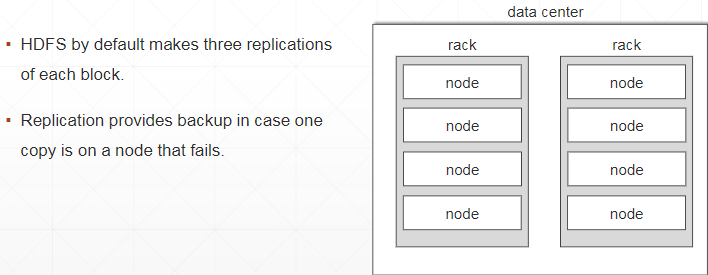 ▪ HDFS by default makes three replications
of each block.
▪ Replication provides backup in case one
copy is on a node that fails.
data center
rack
rack
node
node
node
node
node
node
node
node